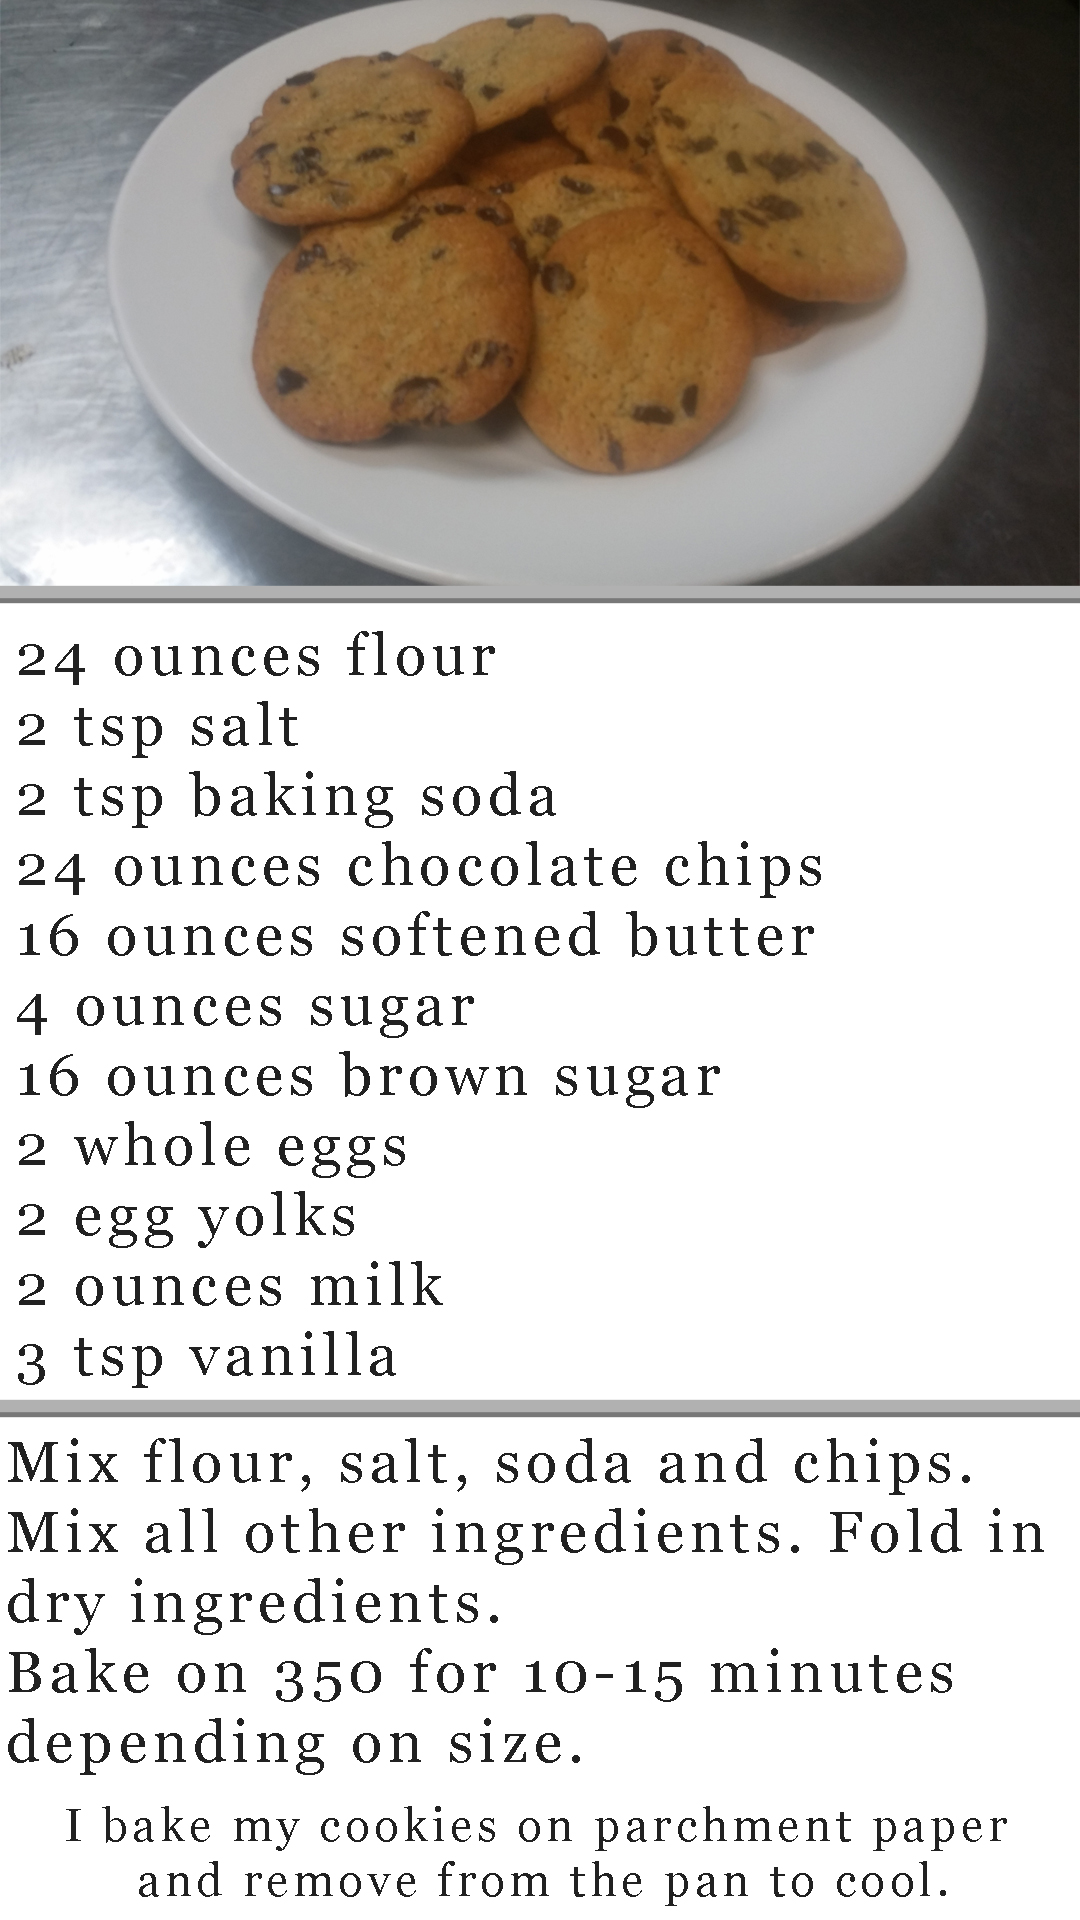 24 ounces flour
2 tsp salt
2 tsp baking soda
24 ounces chocolate chips
16 ounces softened butter
4 ounces sugar
16 ounces brown sugar
2 whole eggs
2 egg yolks
2 ounces milk
3 tsp vanilla
Mix flour, salt, soda and chips.
Mix all other ingredients. Fold in
dry ingredients.
Bake on 350 for 10-15 minutes
depending on size.
I bake my cookies on parchment paper
and remove from the pan to cool.